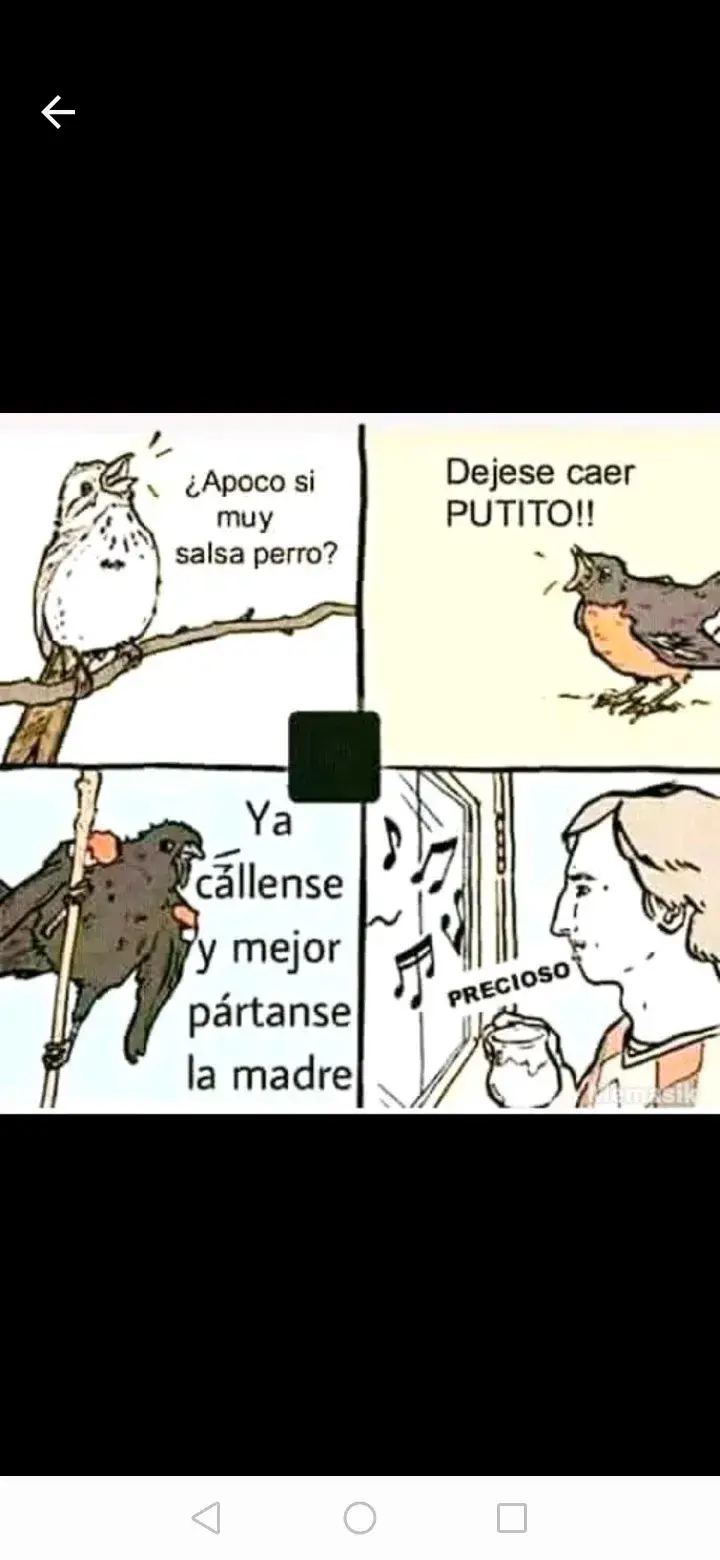 ¿Apoco si
muy
salsa perro?
Dejese caer
PUTITO!!
Ya
cállense
y mejor
pártanse
la madre
PRECIOSO